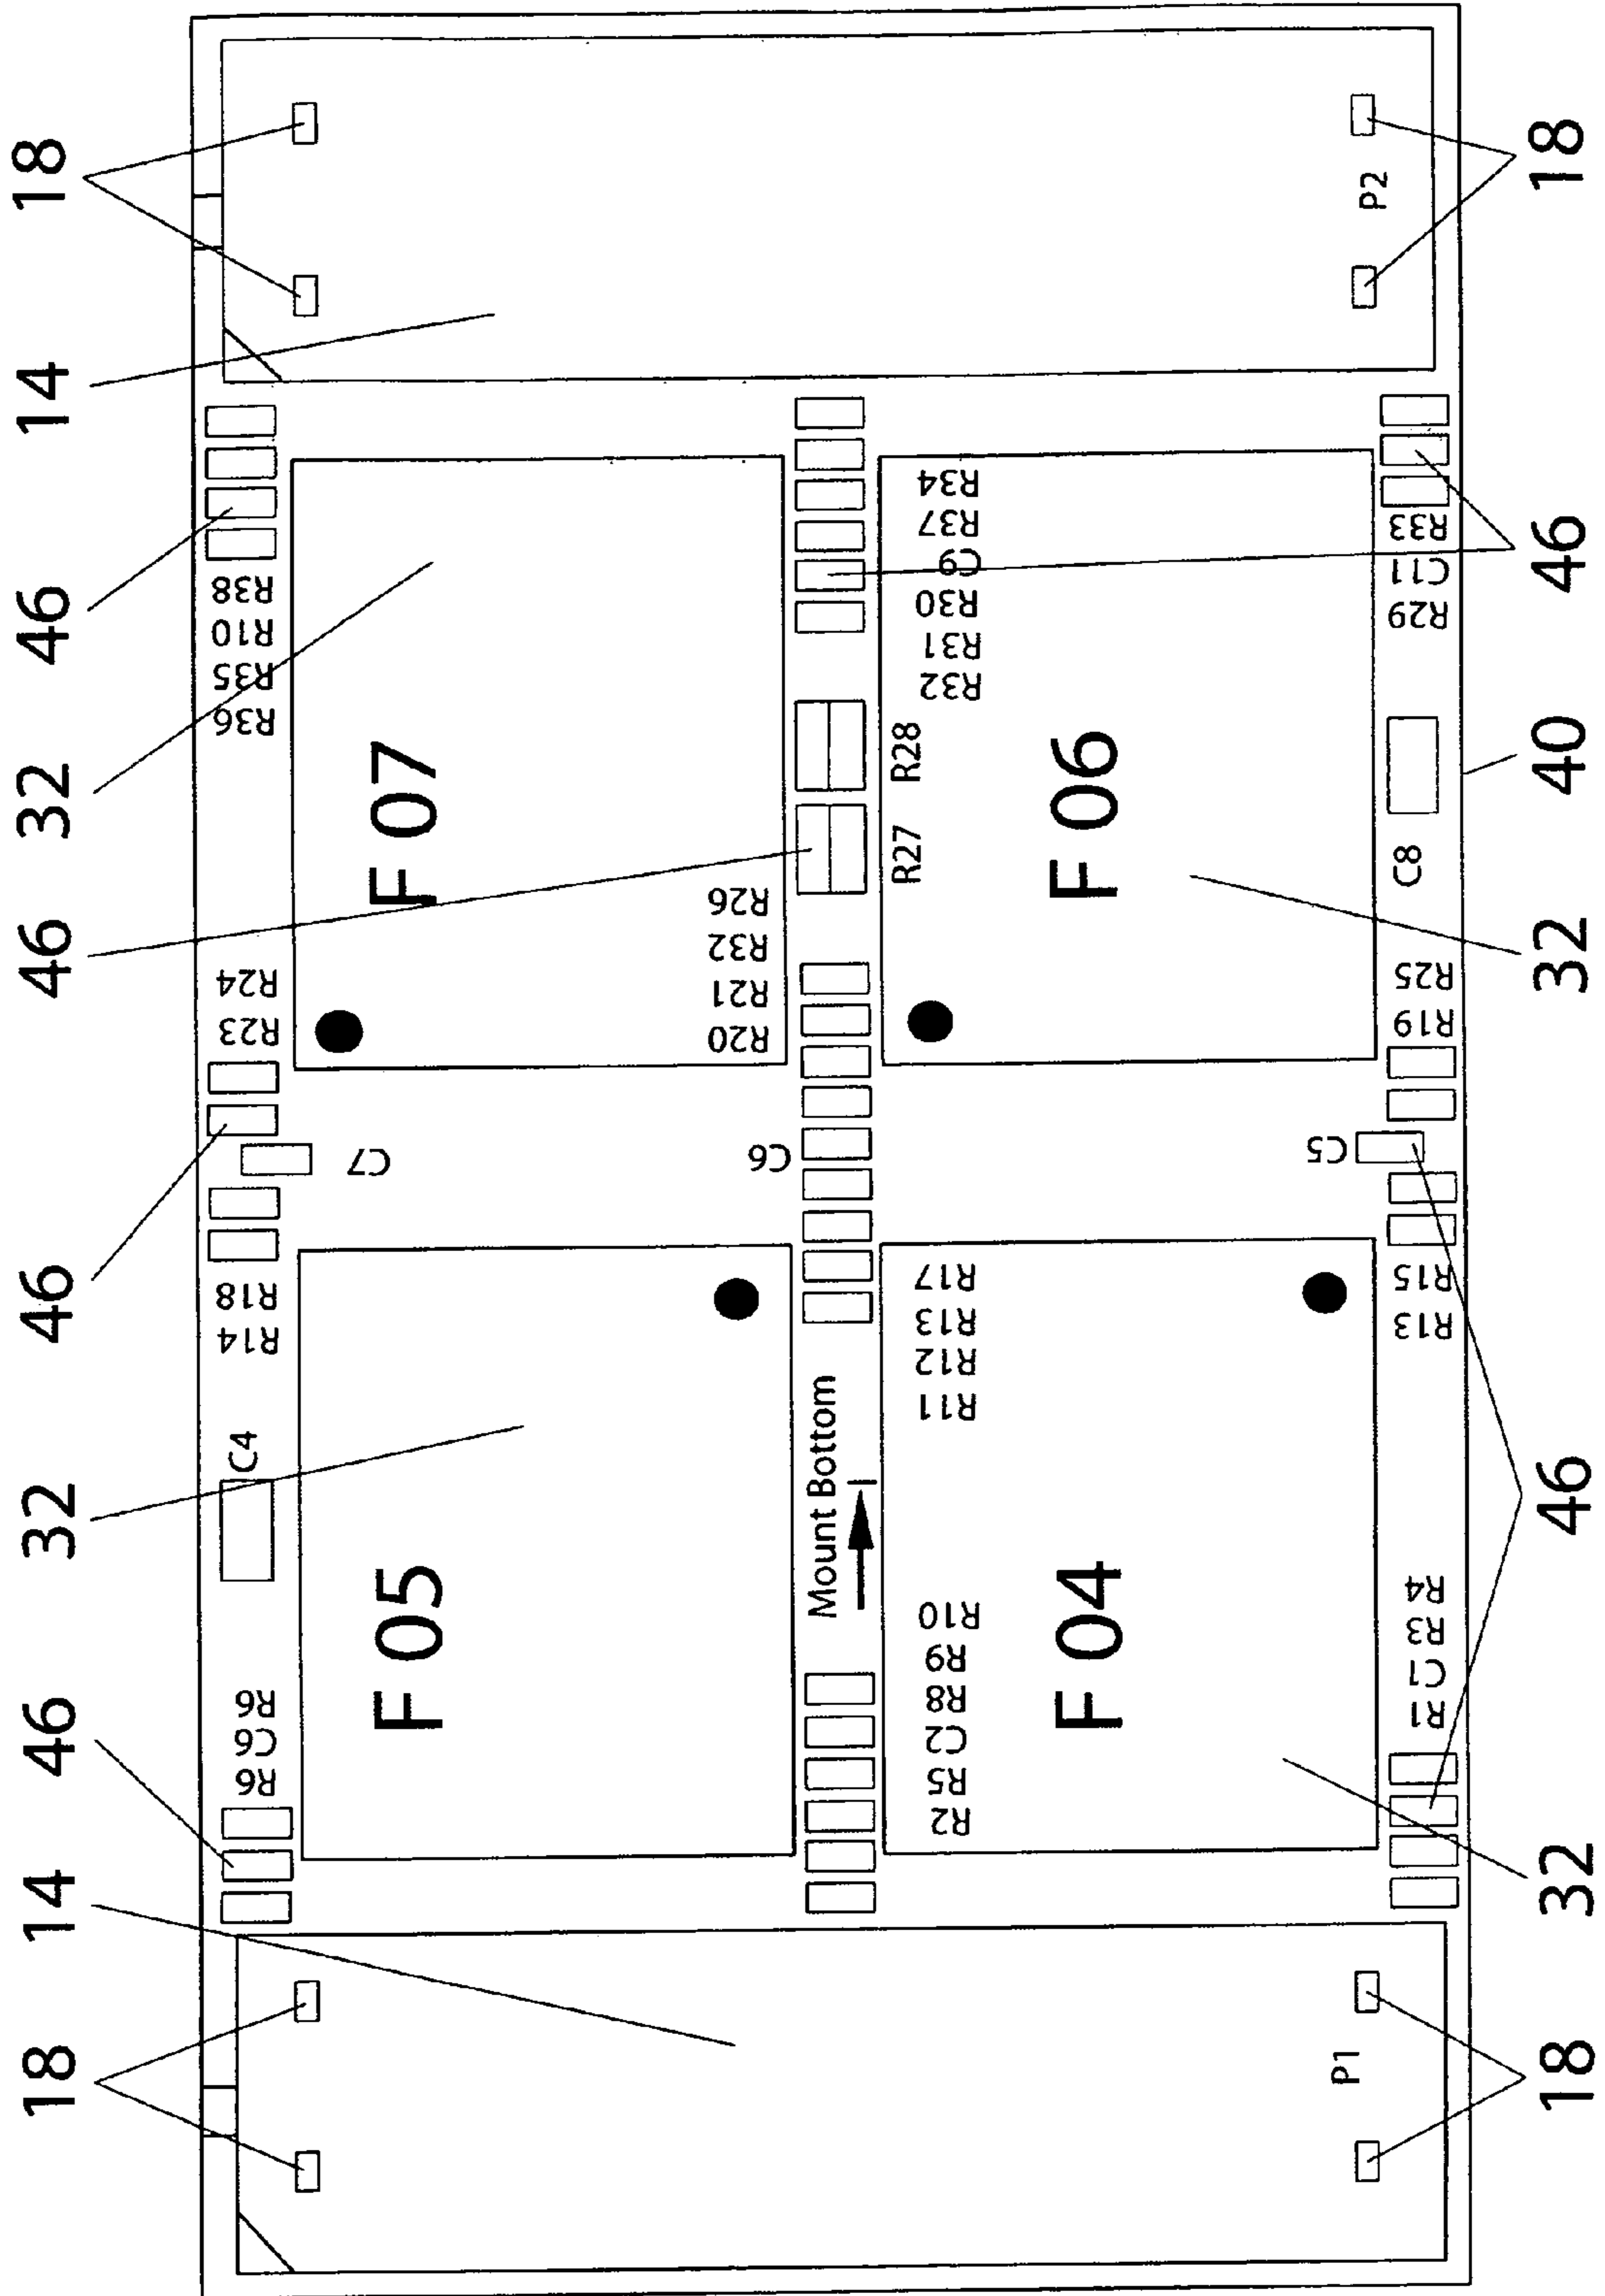 18 14 46 32 46 46 32 46 14 18
R6 C6 R6 C4 R14 R18 R23 R24 R36 R35 R10 R38
C7
F 05 F 07
C6 R20 R21 R32 R26
Mount Bottom
R27 R28
R2 R5 C2 R8 R9 R10 R11 R12 R13 R17 R32 R31 R30 C9 R37 R34
F 04 F 06
P1 C5 P2
R1 C1 R3 R4 R13 R15 R19 R25 C8 R29 C11 R33
18 32 46 32 40 46 18